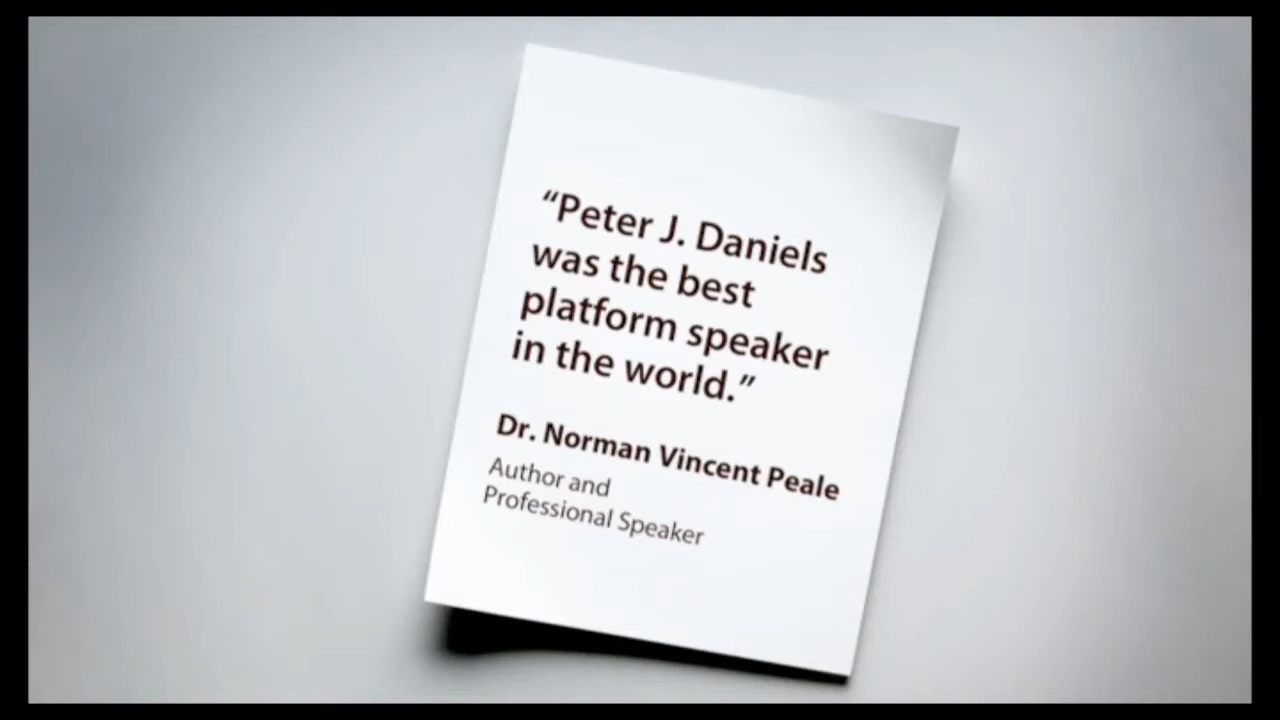 “Peter J. Daniels
was the best
platform speaker
in the world.”
Dr. Norman Vincent Peale
Author and
Professional Speaker